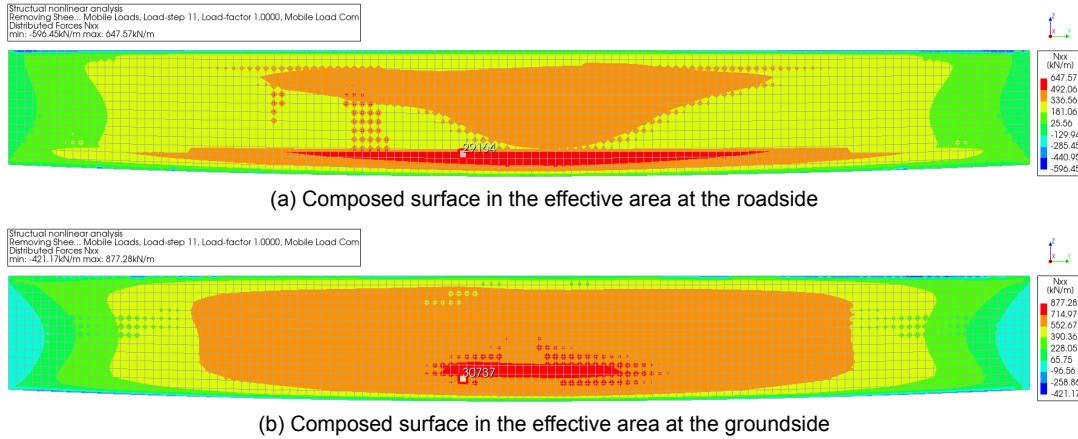 Structual nonlinear analysis
Removing Shee... Mobile Loads, Load-step 11, Load-factor 1.0000, Mobile Load Com
Distributed Forces Nxx
min: -596.45kN/m max: 647.57kN/m
Z
X Y
Nxx
(kN/m)
647.57
492.06
336.56
181.06
25.56
-129.94
-285.45
-440.95
-596.45
29164
(a) Composed surface in the effective area at the roadside
Structual nonlinear analysis
Removing Shee... Mobile Loads, Load-step 11, Load-factor 1.0000, Mobile Load Com
Distributed Forces Nxx
min: -421.17kN/m max: 877.28kN/m
Z
X Y
Nxx
(kN/m)
877.28
714.97
552.67
390.36
228.05
65.75
-96.56
-258.86
-421.17
30737
(b) Composed surface in the effective area at the groundside